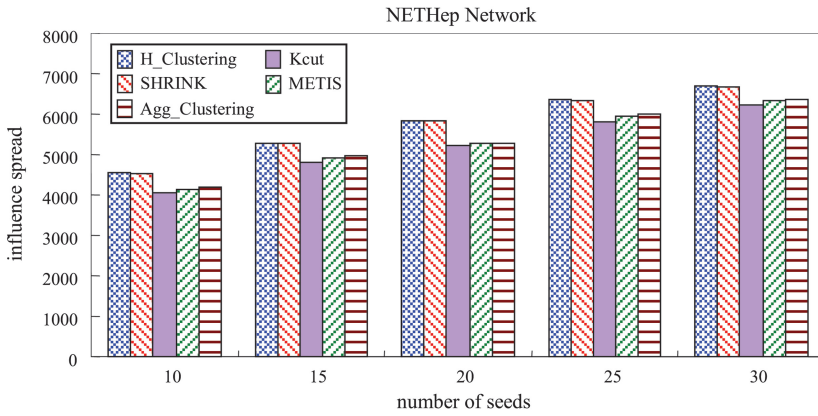 NETHep Network
8000
7000
6000
5000
4000
3000
2000
1000
0
influence spread
H_Clustering
Kcut
SHRINK
METIS
Agg_Clustering
10
15
20
25
30
number of seeds